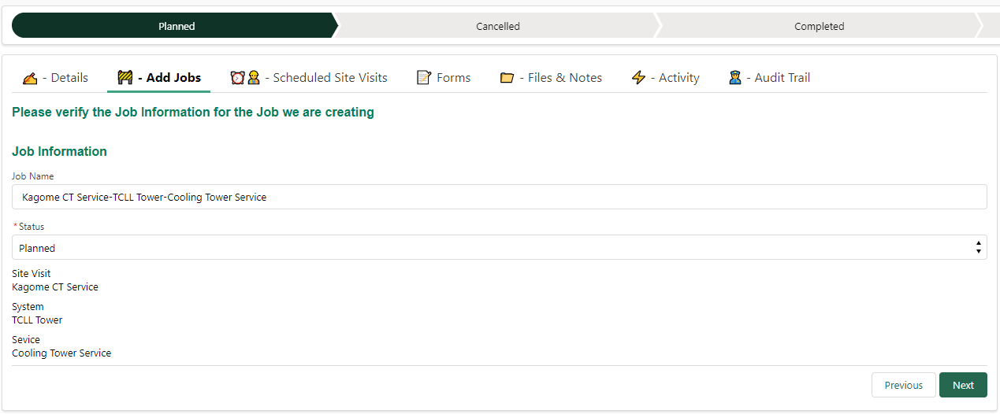 Planned Cancelled Completed
- Details - Add Jobs - Scheduled Site Visits Forms - Files & Notes - Activity - Audit Trail
Please verify the Job Information for the Job we are creating
Job Information
Job Name
Kagome CT Service-TCLL Tower-Cooling Tower Service
*Status
Planned
Site Visit
Kagome CT Service
System
TCLL Tower
Sevice
Cooling Tower Service
Previous Next